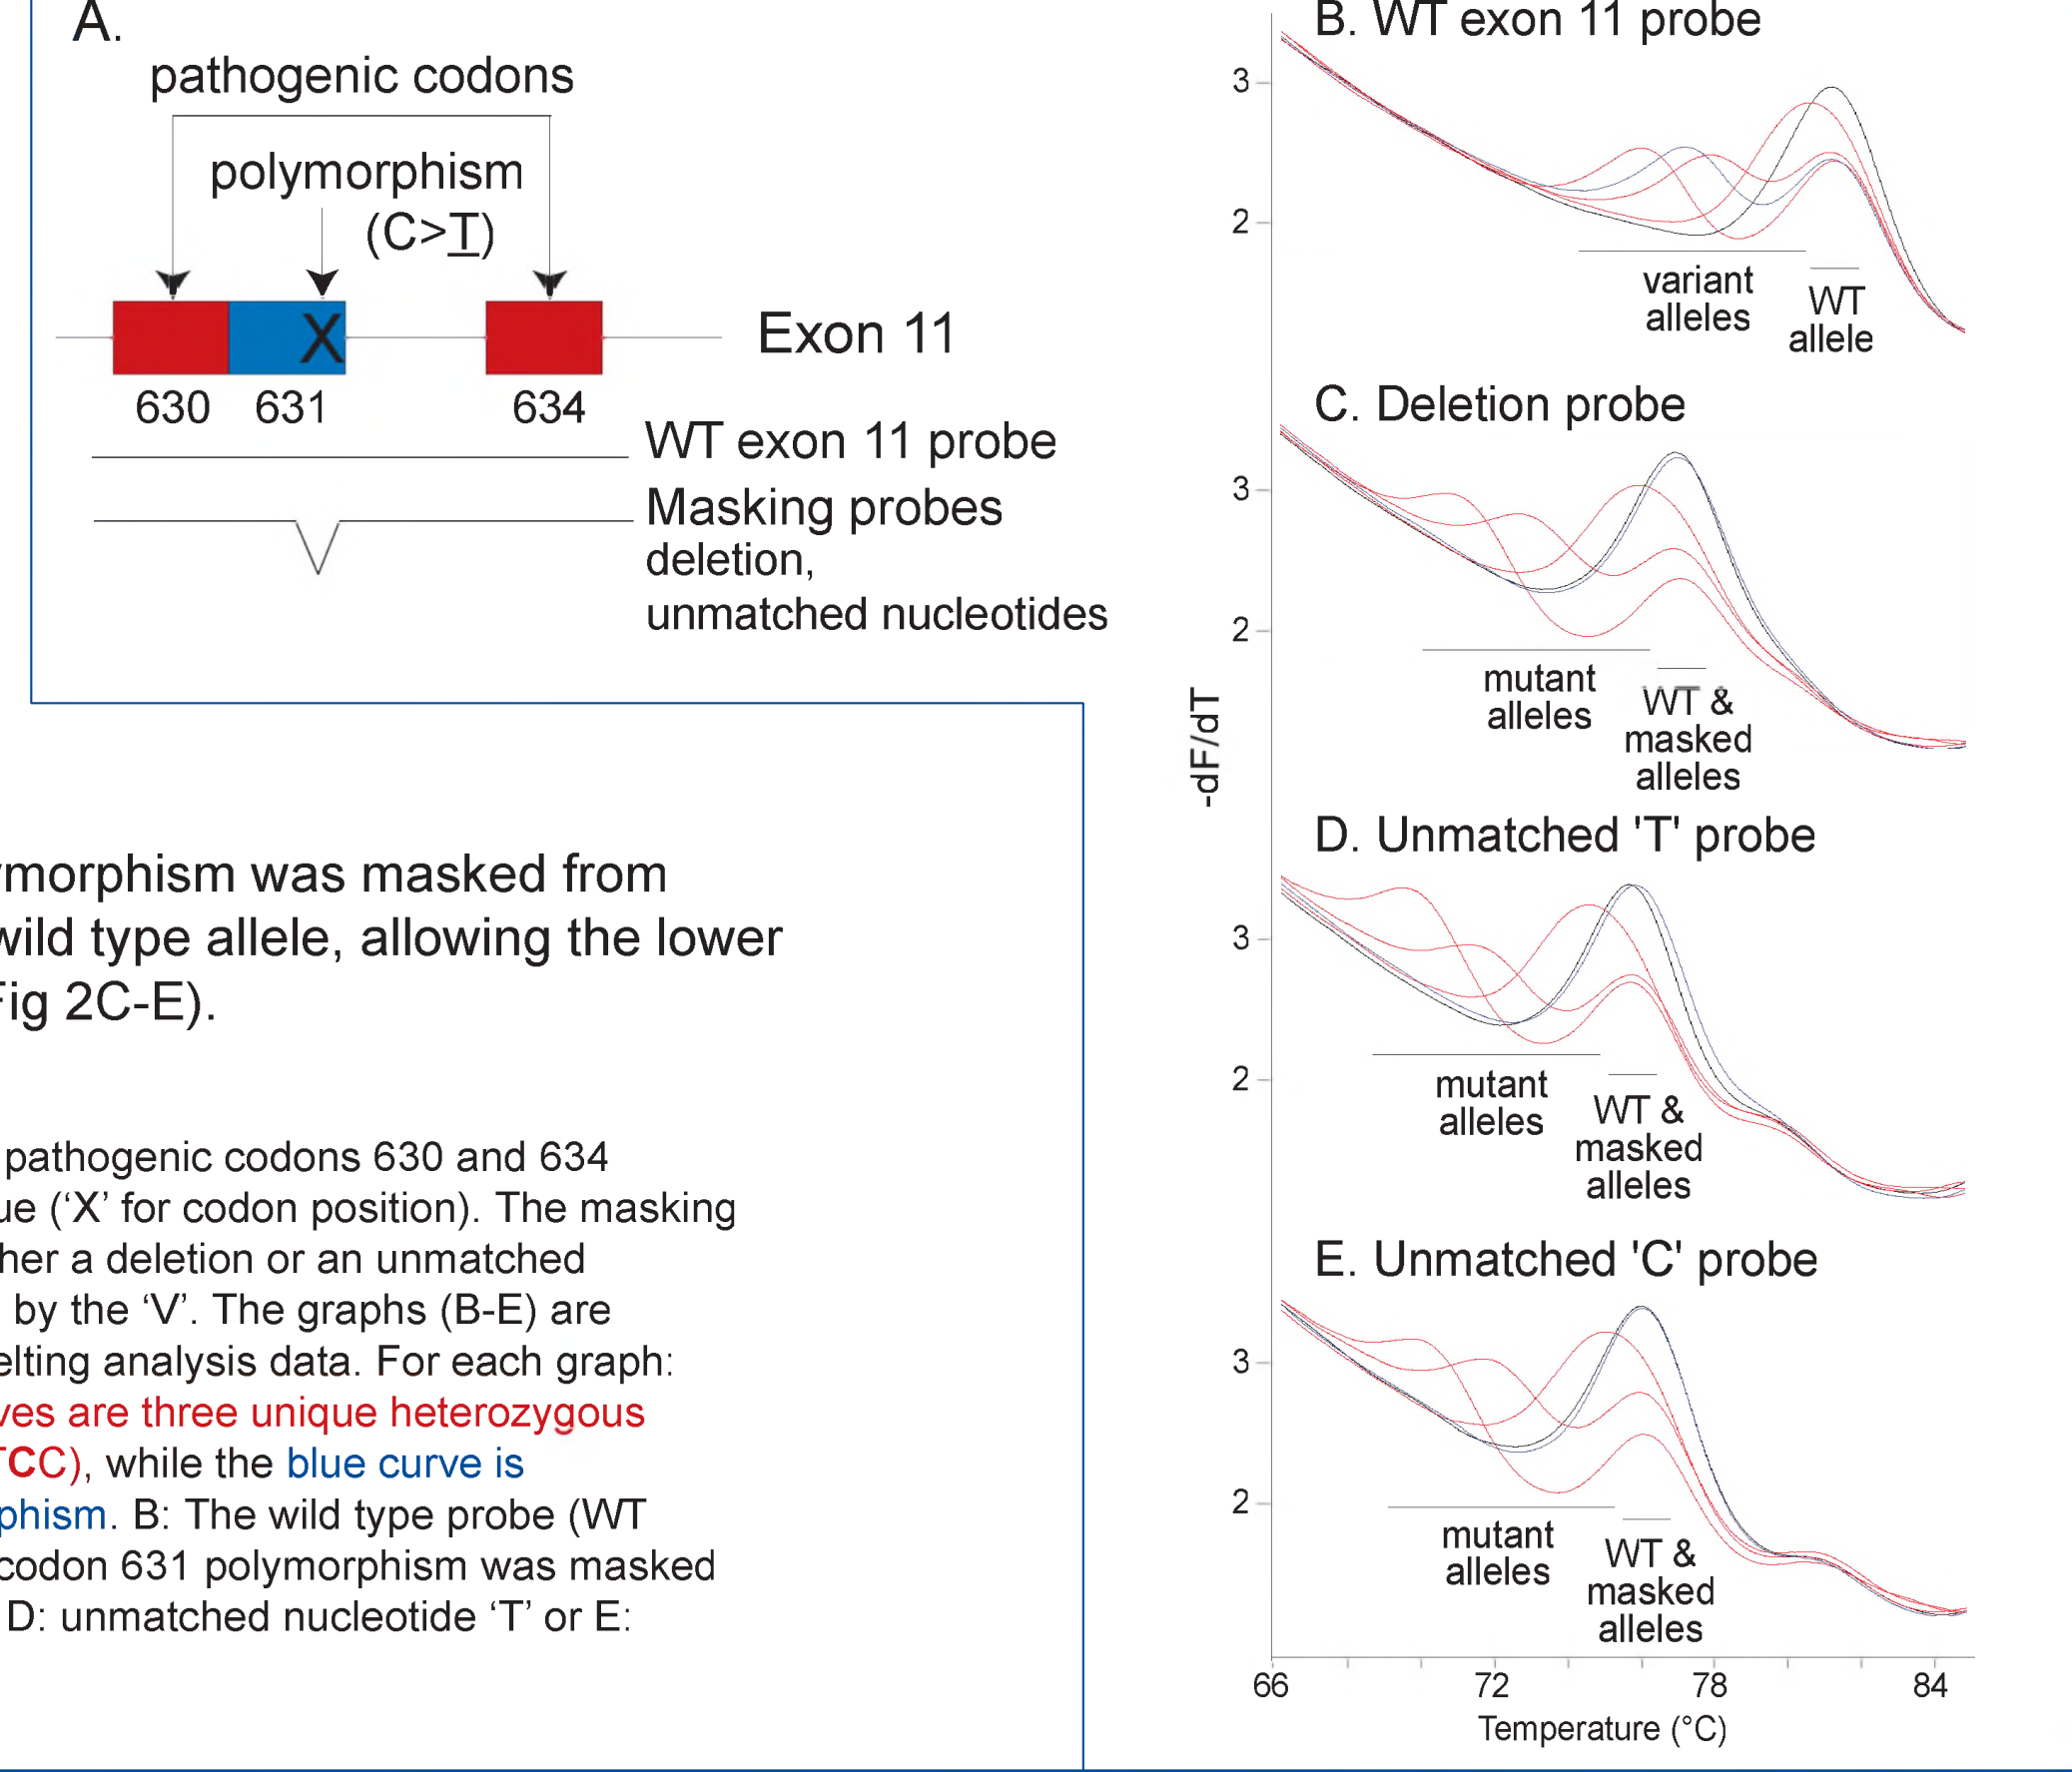 A.
pathogenic codons
polymorphism
(C>T)
Exon 11
630 631 634
WT exon 11 probe
Masking probes
deletion,
unmatched nucleotides
ymorphism was masked from
wild type allele, allowing the lower
Fig 2C-E).
pathogenic codons 630 and 634
ue (‘X’ for codon position). The masking
her a deletion or an unmatched
by the ‘V’. The graphs (B-E) are
elting analysis data. For each graph:
ves are three unique heterozygous
TCC), while the blue curve is
phism. B: The wild type probe (WT
codon 631 polymorphism was masked
D: unmatched nucleotide ‘T’ or E:
B. WT exon 11 probe
3
2
variant
alleles
WT
allele
C. Deletion probe
3
2
mutant
alleles
WT &
masked
alleles
-dF/dT
D. Unmatched 'T' probe
3
2
mutant
alleles
WT &
masked
alleles
E. Unmatched 'C' probe
3
2
mutant
alleles
WT &
masked
alleles
66 72 78 84
Temperature (°C)
X